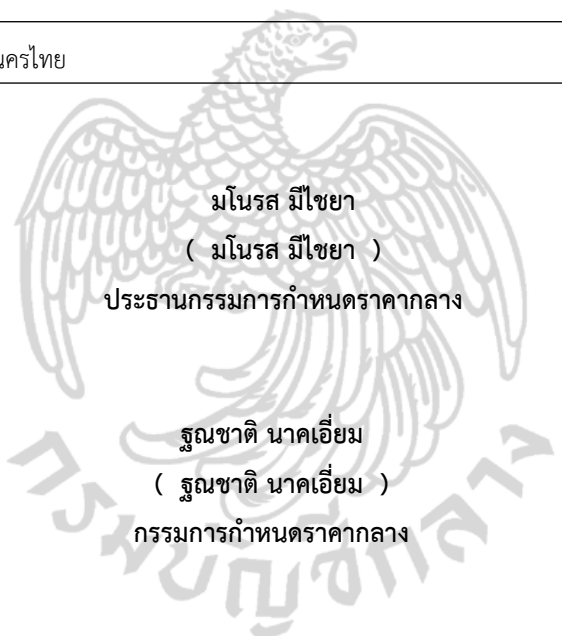 นครไทย
มโนรส มีไชยา
( มโนรส มีไชยา )
ประธานกรรมการกำหนดราคากลาง
ฐณชาติ นาคเอี่ยม
( ฐณชาติ นาคเอี่ยม )
กรรมการกำหนดราคากลาง
กรมบัญชีกลาง